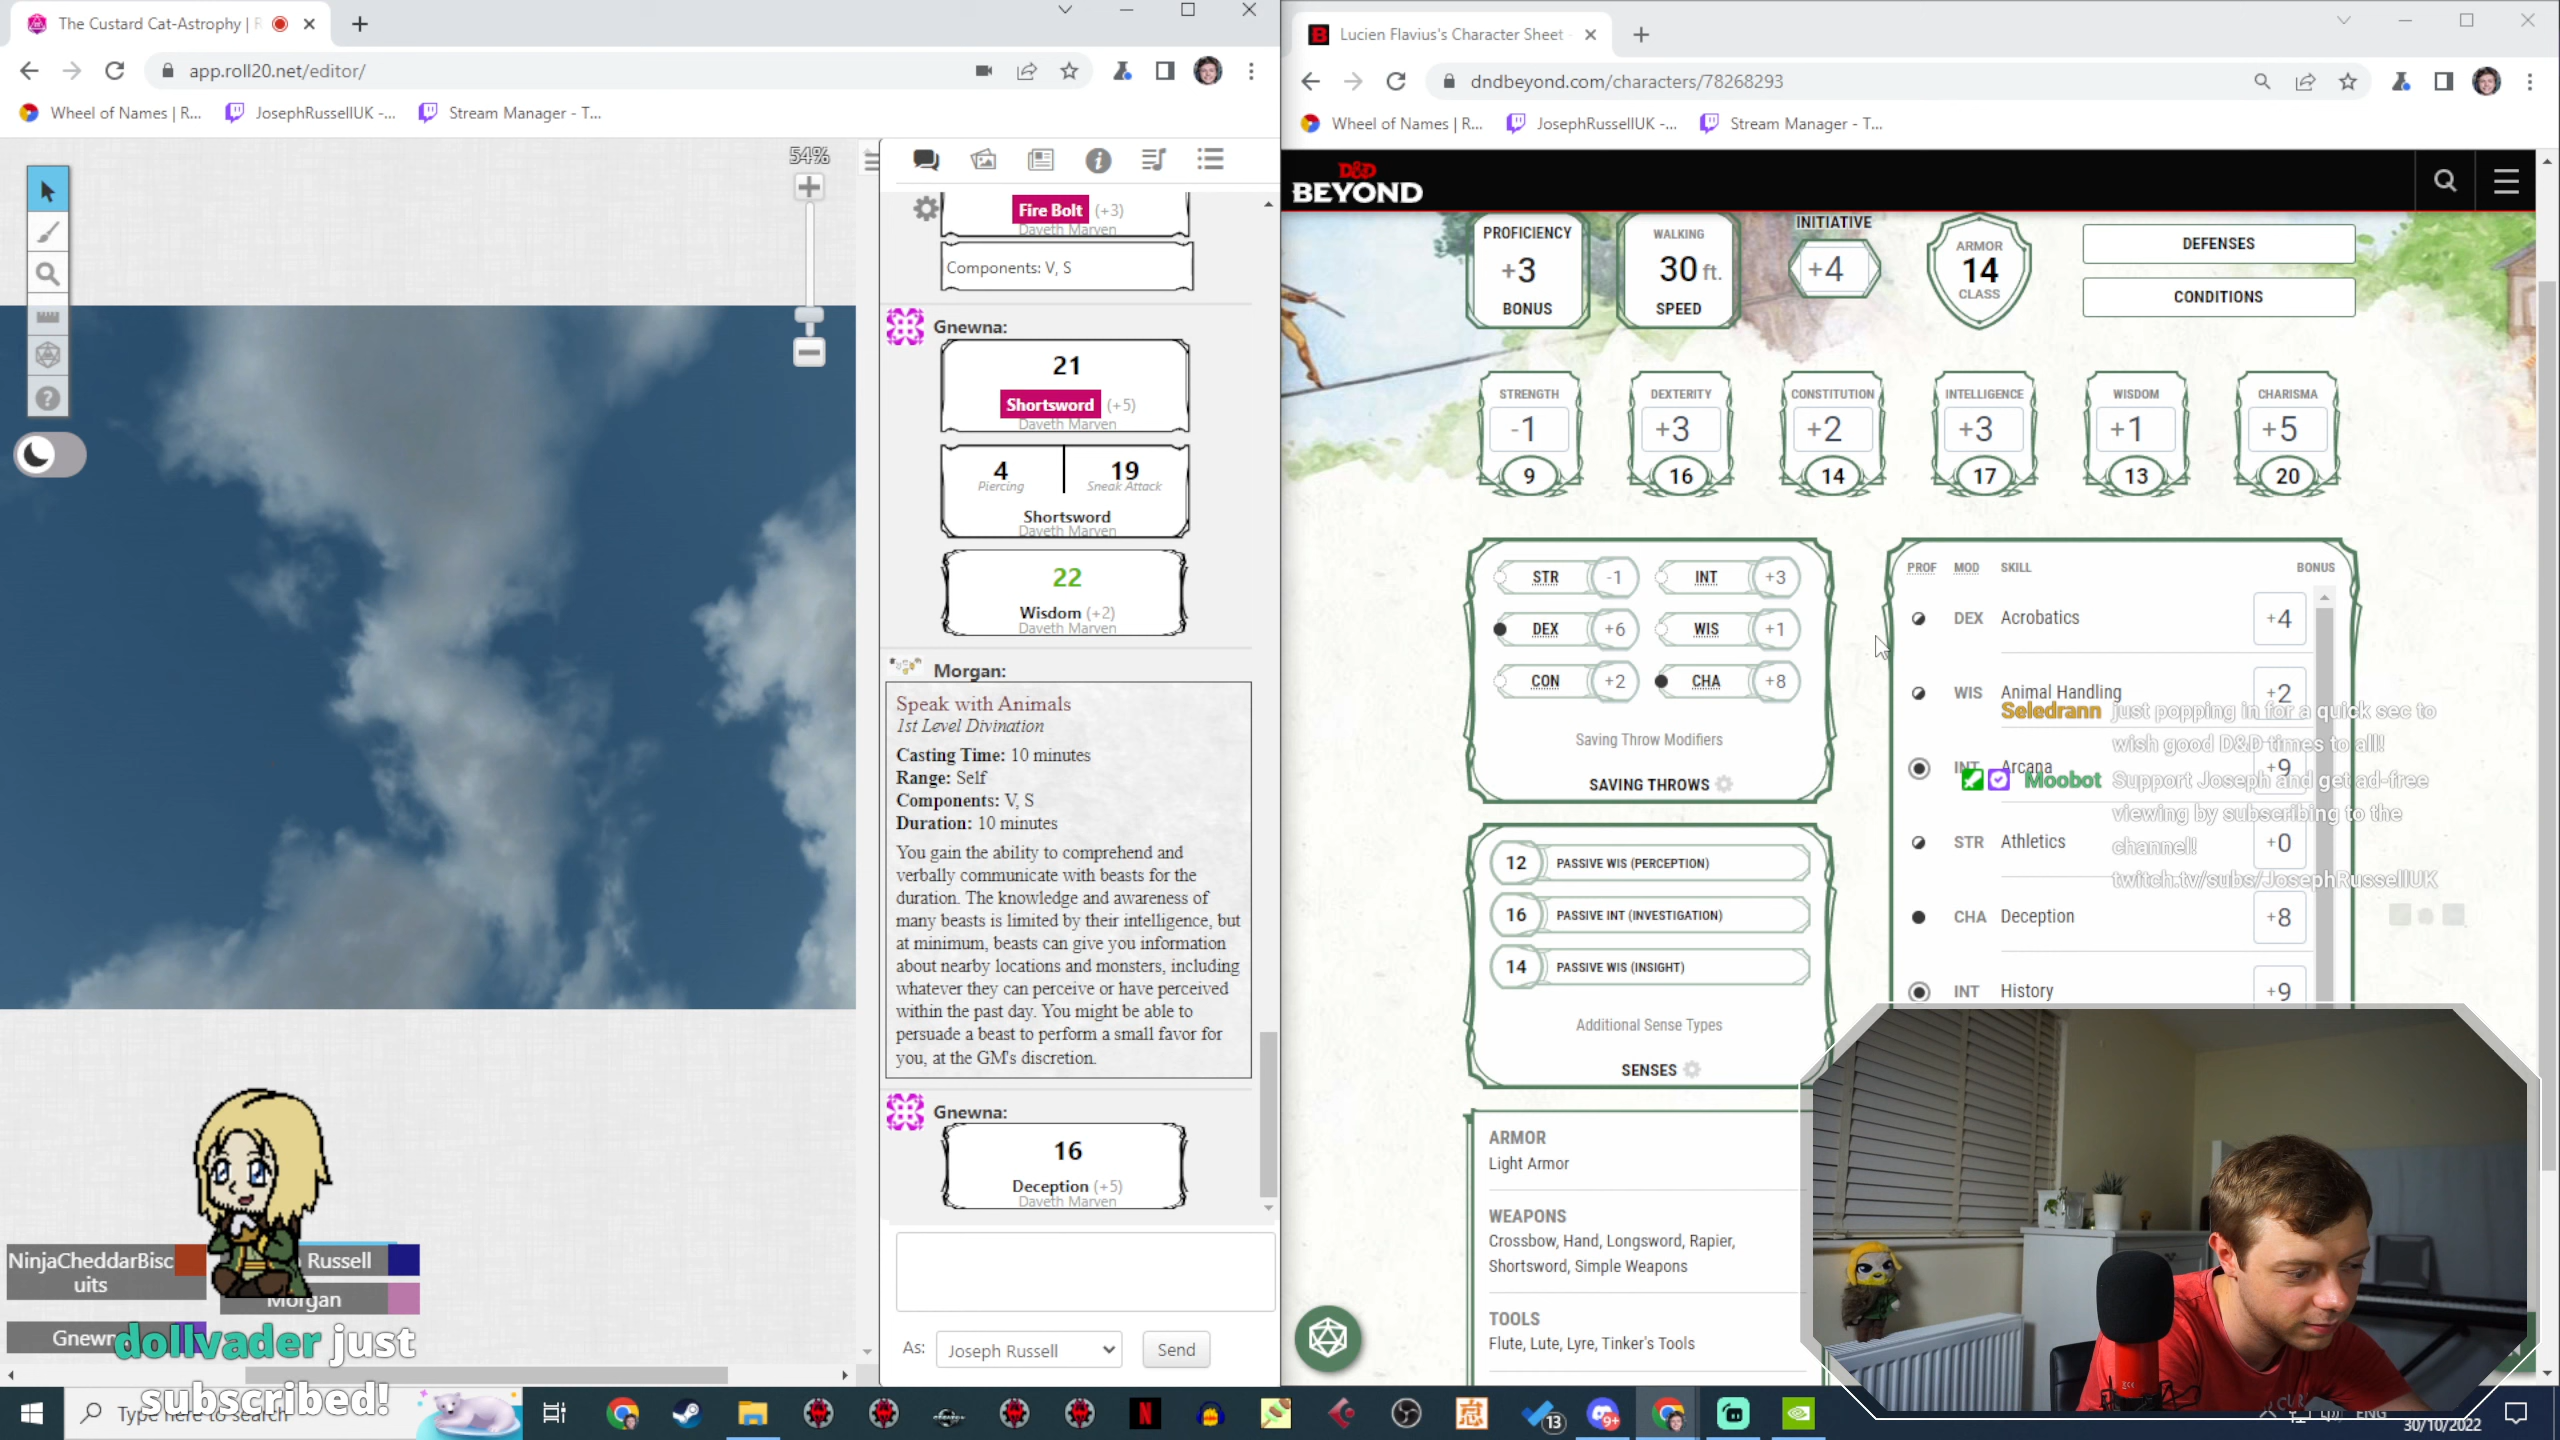 The Custard Cat-Astrophy | R
app.roll20.net/editor/
Wheel of Names | R...
JosephRussellUK -...
Stream Manager - T...
54%
Fire Bolt (+3)
Daveth Marven
Components: V, S
Gnewna:
21
Shortsword (+5)
Daveth Marven
4
19
Piercing
Sneak Attack
Shortsword
Daveth Marven
22
Wisdom (+2)
Daveth Marven
Morgan:
Speak with Animals
1st Level Divination
Casting Time: 10 minutes
Range: Self
Components: V, S
Duration: 10 minutes
You gain the ability to comprehend and
verbally communicate with beasts for the
duration. The knowledge and awareness of
many beasts is limited by their intelligence, but
at minimum, beasts can give you information
about nearby locations and monsters, including
whatever they can perceive or have perceived
within the past day. You might be able to
persuade a beast to perform a small favor for
you, at the GM's discretion.
Gnewna:
16
Deception (+5)
Daveth Marven
As:
Joseph Russell
Send
NinjaCheddarBisc
uits
Russell
Morgan
Gnewn
dollvader just
subscribed!
Type here to search
Lucien Flavius's Character Sheet -
dndbeyond.com/characters/78268293
Wheel of Names | R...
JosephRussellUK -...
Stream Manager - T...
D&D
BEYOND
PROFICIENCY
+3
BONUS
WALKING
30 ft.
SPEED
INITIATIVE
+4
ARMOR
14
CLASS
DEFENSES
CONDITIONS
STRENGTH
-1
9
DEXTERITY
+3
16
CONSTITUTION
+2
14
INTELLIGENCE
+3
17
WISDOM
+1
13
CHARISMA
+5
20
STR -1
INT +3
DEX +6
WIS +1
CON +2
CHA +8
Saving Throw Modifiers
SAVING THROWS
12 PASSIVE WIS (PERCEPTION)
16 PASSIVE INT (INVESTIGATION)
14 PASSIVE WIS (INSIGHT)
Additional Sense Types
SENSES
ARMOR
Light Armor
WEAPONS
Crossbow, Hand, Longsword, Rapier,
Shortsword, Simple Weapons
TOOLS
Flute, Lute, Lyre, Tinker's Tools
PROF MOD SKILL BONUS
DEX Acrobatics +4
WIS Animal Handling +2
INT Arcana +9
STR Athletics +0
CHA Deception +8
INT History +9
Seledrann just popping in for a quick sec to
wish good D&D times to all!
Moobot Support Joseph and get ad-free
viewing by subscribing to the
channel!
twitch.tv/subs/JosephRussellUK
13
9+
ENG
30/10/2022